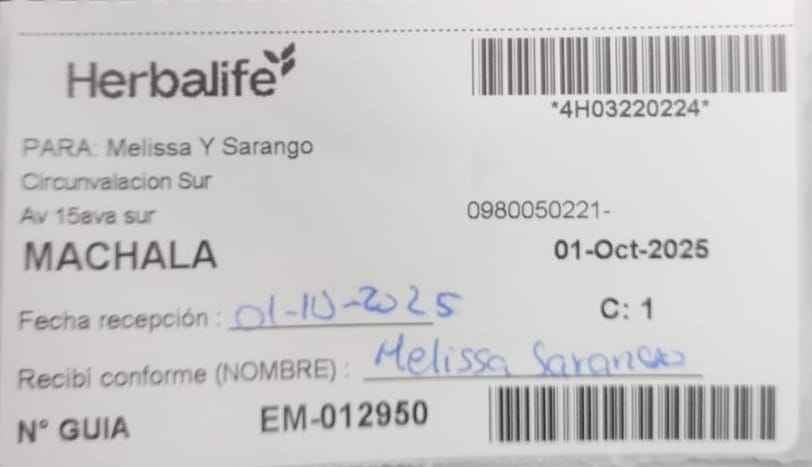 Herbalife
*4H03220224*
PARA: Melissa Y Sarango
Circunvalacion Sur
Av 15ava sur
0980050221-
MACHALA
01-Oct-2025
Fecha recepción : 01-10-2025
C: 1
Recibí conforme (NOMBRE) : Melissa Sarango
N° GUIA
EM-012950